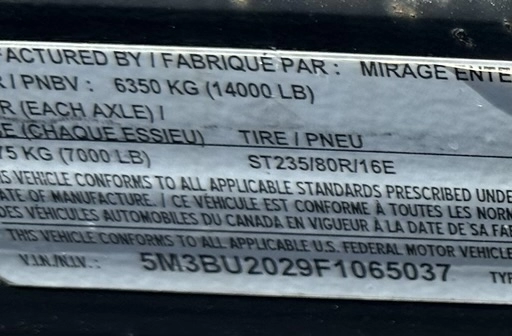 ACTURED BY / FABRIQUÉ PAR : MIRAGE ENTE
R / PNBV : 6350 KG (14000 LB)
R (EACH AXLE) /
E (CHAQUE ESSIEU) TIRE / PNEU
75 KG (7000 LB) ST235/80R/16E
IS VEHICLE CONFORMS TO ALL APPLICABLE STANDARDS PRESCRIBED UNDE
ATE OF MANUFACTURE. / CE VÉHICULE EST CONFORME À TOUTES LES NORM
DES VÉHICULES AUTOMOBILES DU CANADA EN VIGUEUR À LA DATE DE SA FAB
THIS VEHICLE CONFORMS TO ALL APPLICABLE U.S. FEDERAL MOTOR VEHICLE
V.I.N./N.I.V. : 5M3BU2029F1065037 TYP